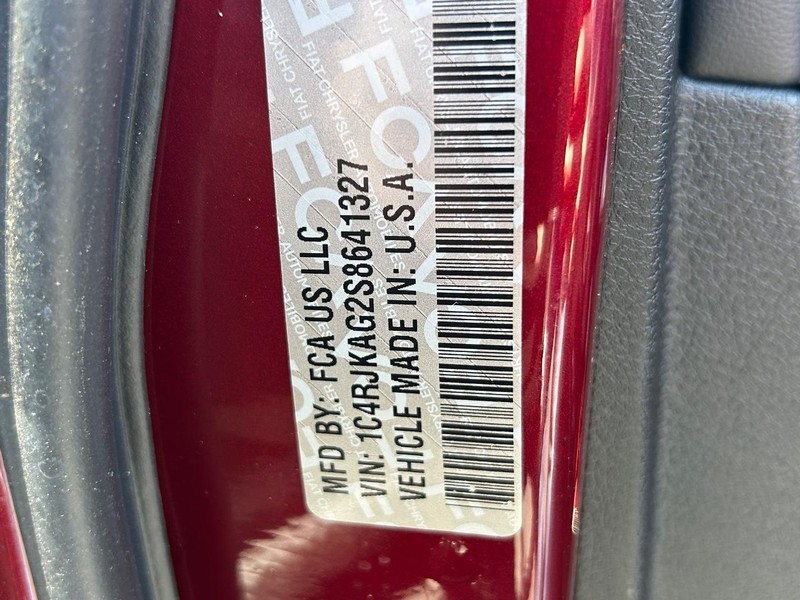 MFD BY: FCA US LLC
VIN: 1C4RJKAG2S8641327
VEHICLE MADE IN: U.S.A.